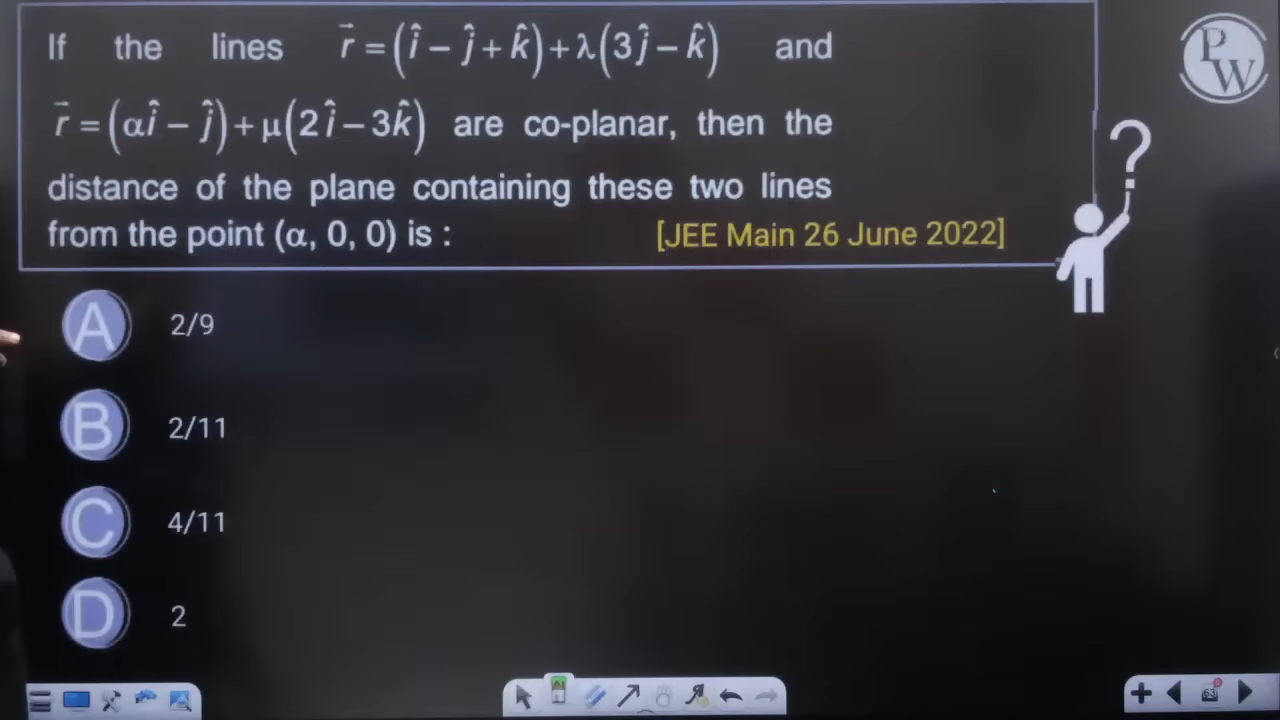 If the lines r⃗ = (î − ĵ + k̂) + λ(3ĵ − k̂) and
r⃗ = (αî − ĵ) + μ(2î − 3k̂) are co-planar, then the
distance of the plane containing these two lines
from the point (α, 0, 0) is : [JEE Main 26 June 2022]
P
W
?
A 2/9
B 2/11
C 4/11
D 2
53